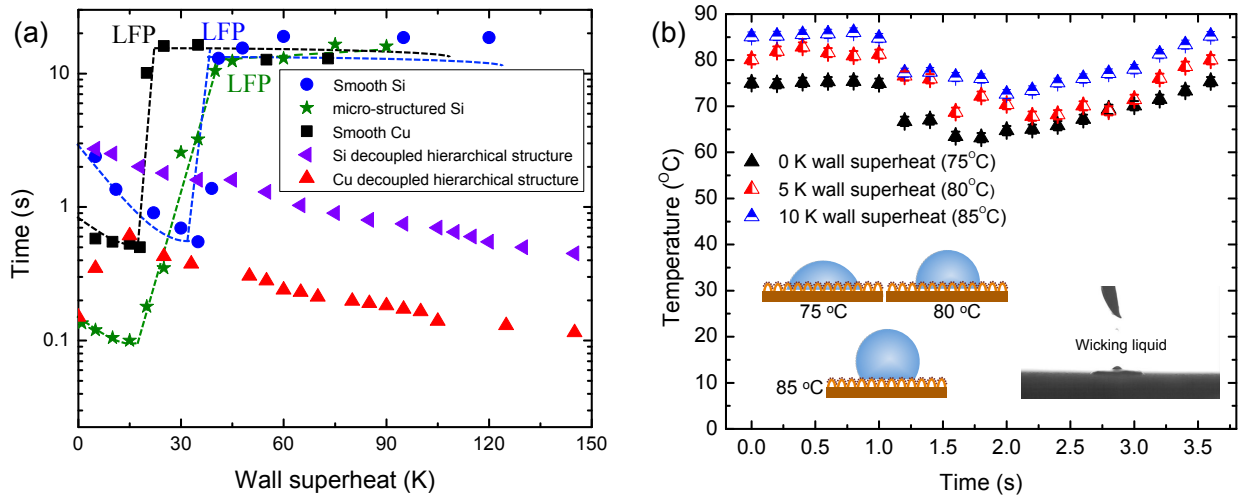 (a)
LFP
LFP
LFP
Smooth Si
micro-structured Si
Smooth Cu
Si decoupled hierarchical structure
Cu decoupled hierarchical structure
10
1
0.1
Time (s)
0
30
60
90
120
150
Wall superheat (K)
(b)
90
80
70
60
50
40
30
20
10
0
Temperature (°C)
0 K wall superheat (75°C)
5 K wall superheat (80°C)
10 K wall superheat (85°C)
75 °C
80 °C
85 °C
Wicking liquid
0.0
0.5
1.0
1.5
2.0
2.5
3.0
3.5
Time (s)